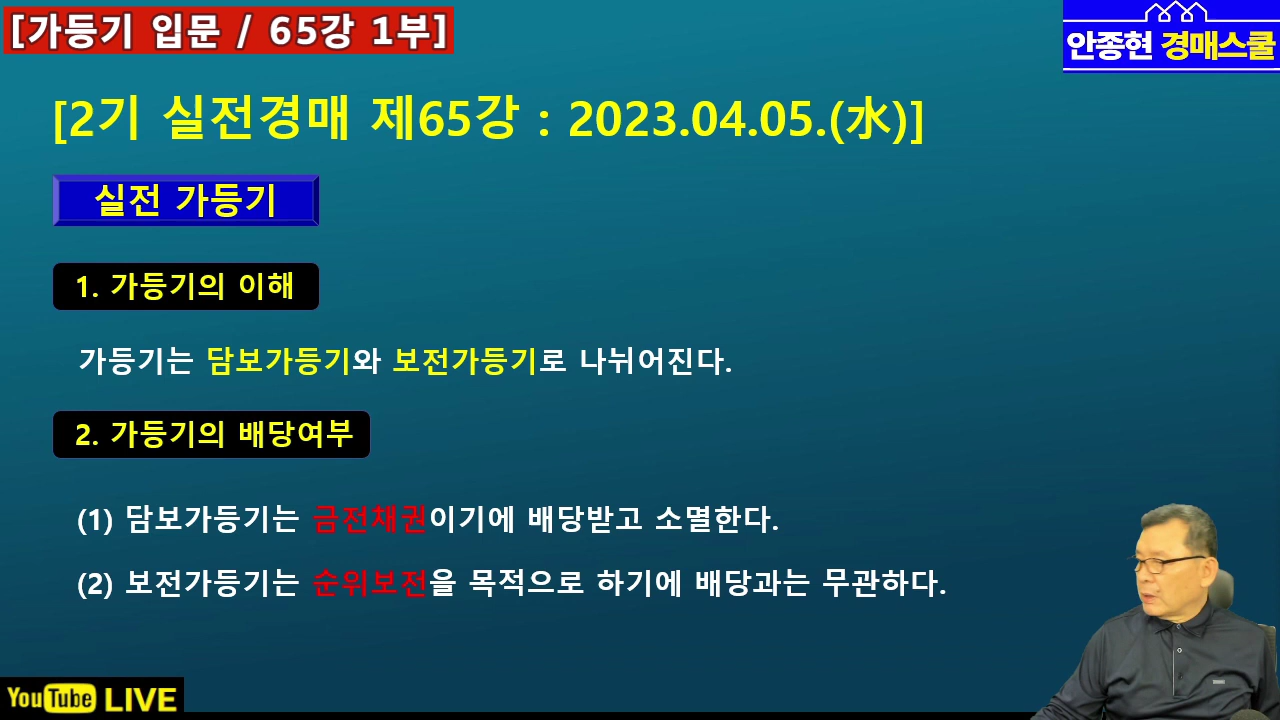 [가등기 입문 / 65강 1부]
안종현 경매스쿨
[2기 실전경매 제65강 : 2023.04.05.(水)]
실전 가등기
1. 가등기의 이해
가등기는 담보가등기와 보전가등기로 나뉘어진다.
2. 가등기의 배당여부
(1) 담보가등기는 금전채권이기에 배당받고 소멸한다.
(2) 보전가등기는 순위보전을 목적으로 하기에 배당과는 무관하다.
YouTube LIVE